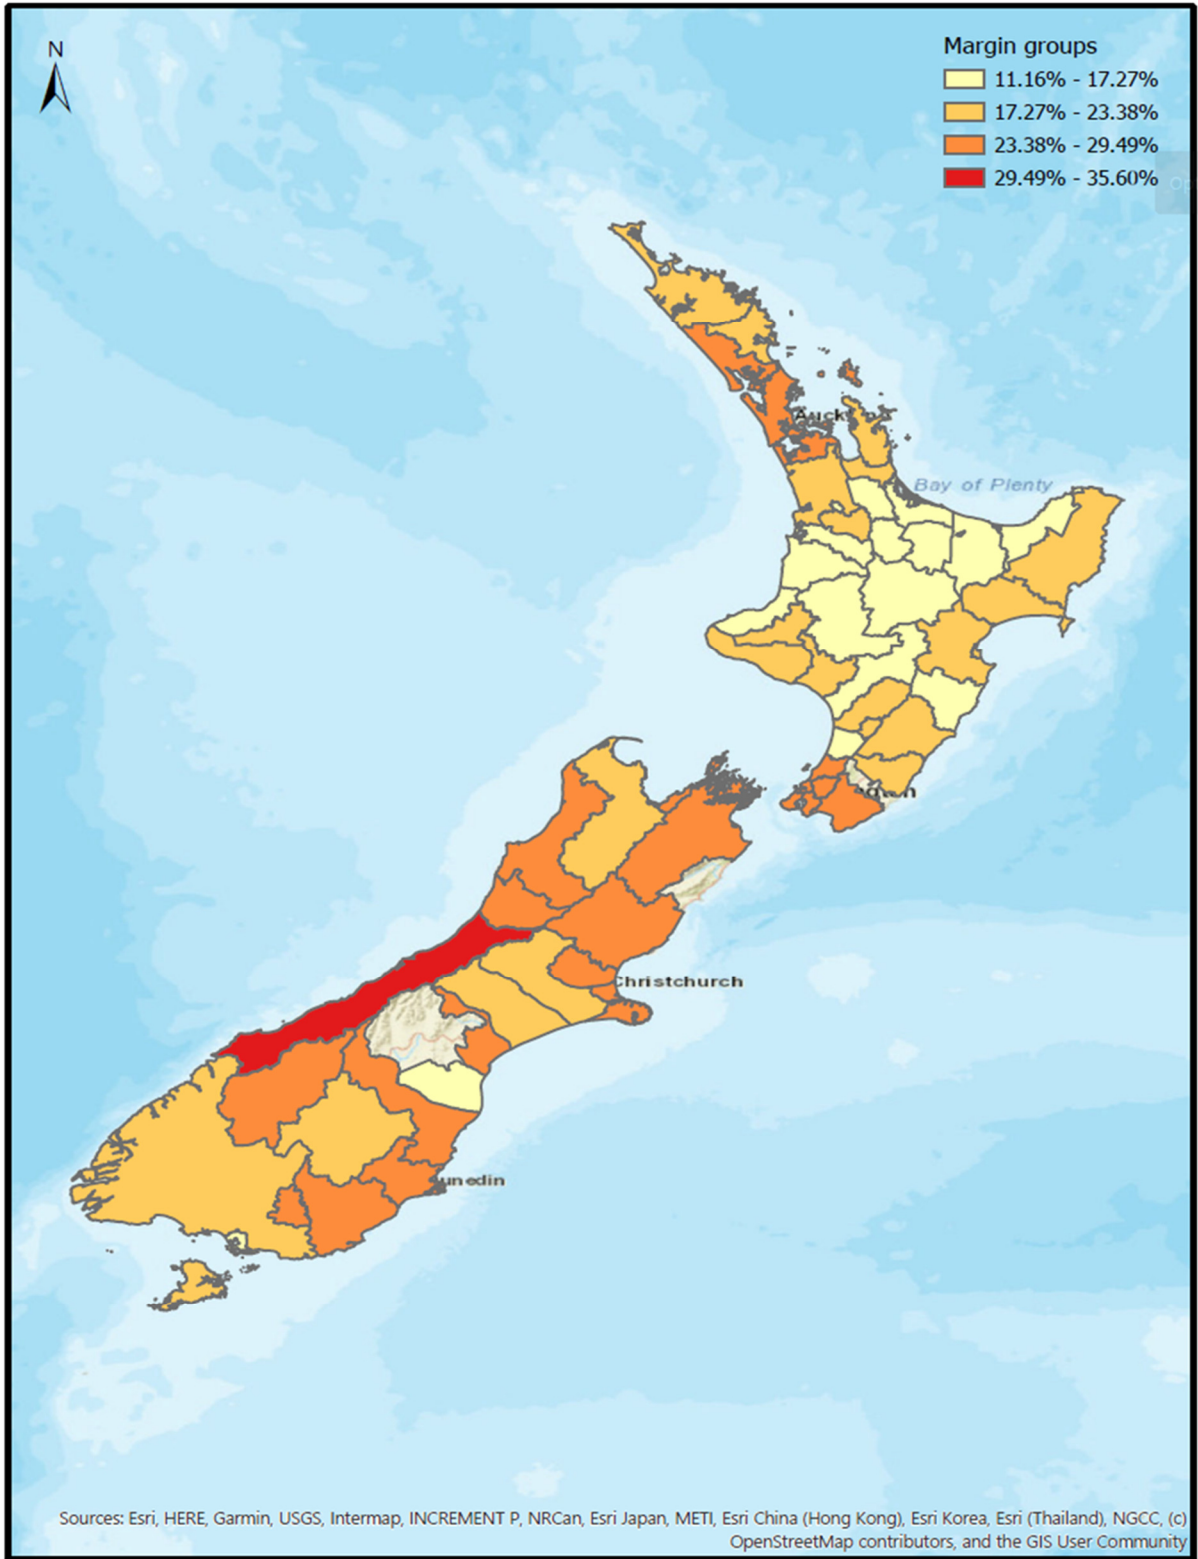 N
Margin groups
11.16% - 17.27%
17.27% - 23.38%
23.38% - 29.49%
29.49% - 35.60%
Auck
Bay of Plenty
Christchurch
unedin
Sources: Esri, HERE, Garmin, USGS, Intermap, INCREMENT P, NRCan, Esri Japan, METI, Esri China (Hong Kong), Esri Korea, Esri (Thailand), NGCC, (c)
OpenStreetMap contributors, and the GIS User Community